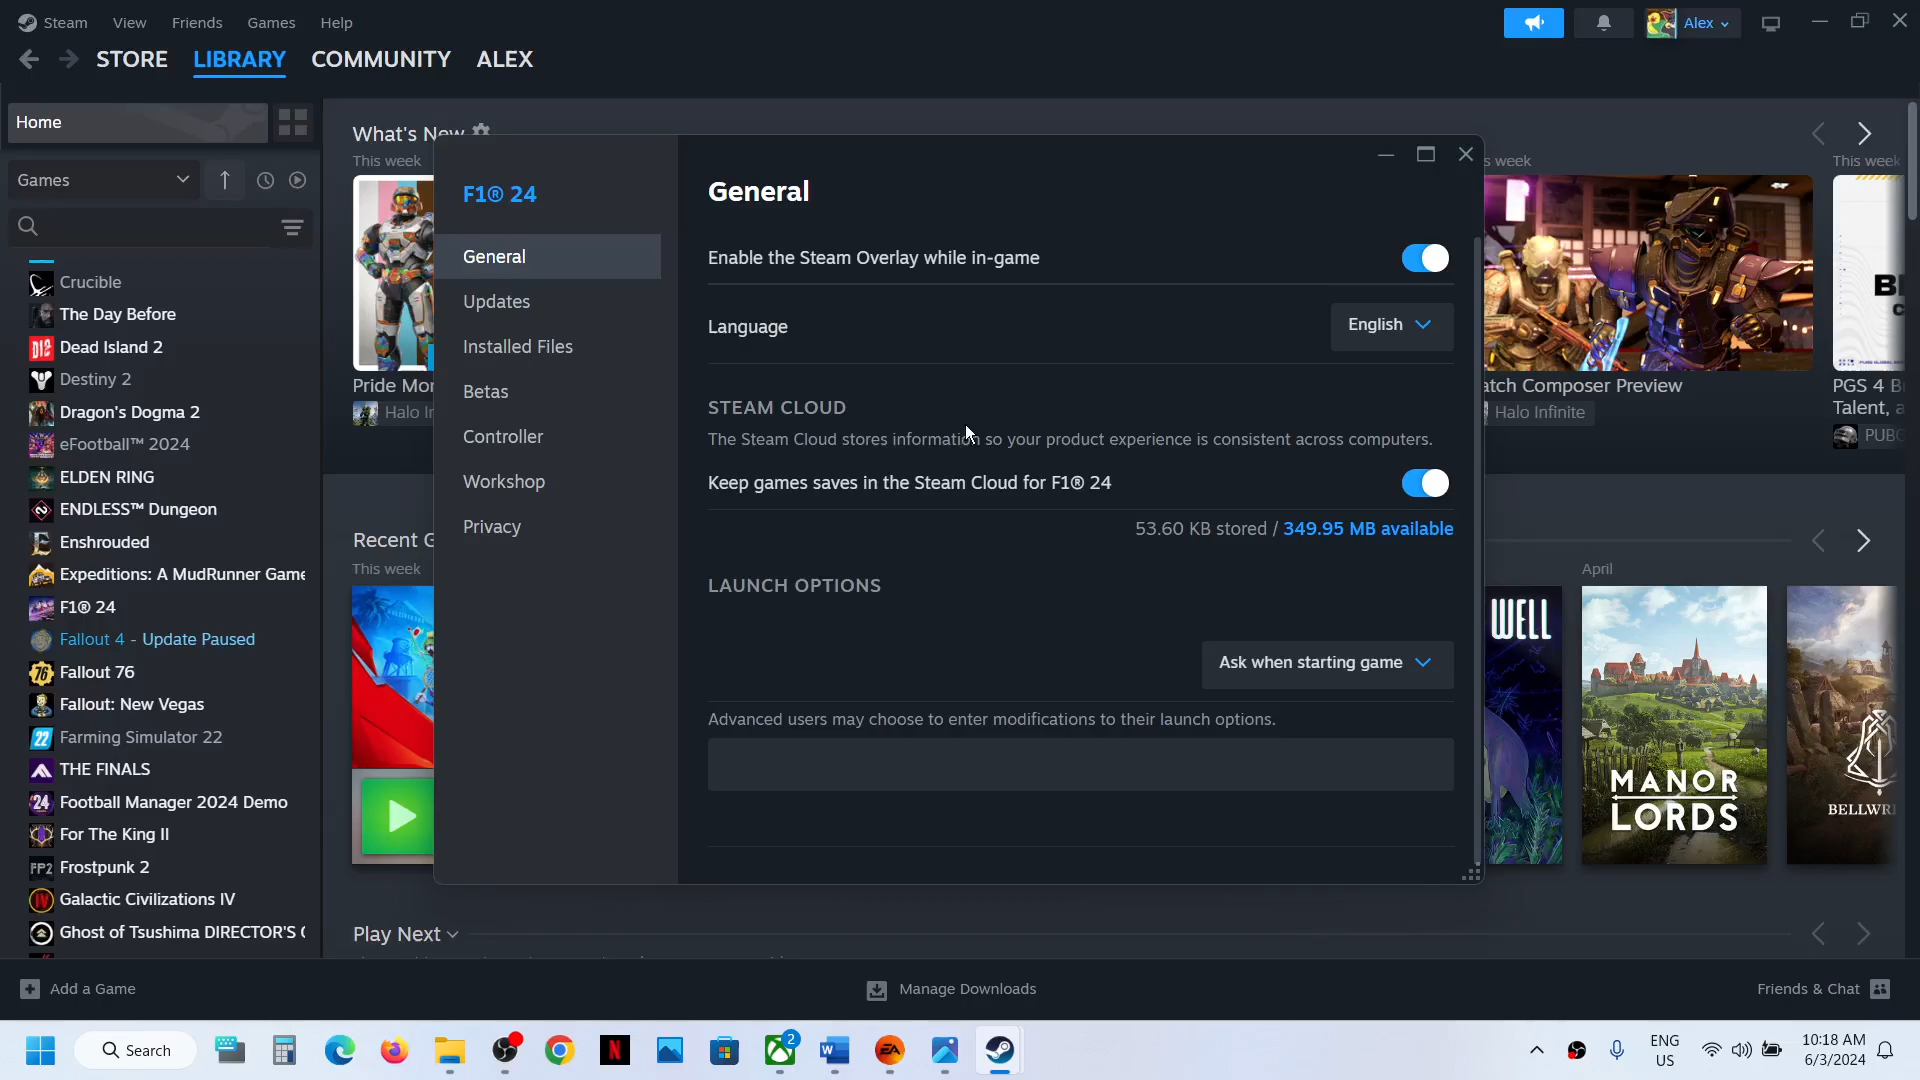 Steam View Friends Games Help
Alex
STORE LIBRARY COMMUNITY ALEX
Home
Games
What's New
This week
Pride Mor
Halo Ir
s week
This week
atch Composer Preview
Halo Infinite
PGS 4 B
Talent, a
PUBG
Crucible
The Day Before
Dead Island 2
Destiny 2
Dragon's Dogma 2
eFootball™ 2024
ELDEN RING
ENDLESS™ Dungeon
Enshrouded
Expeditions: A MudRunner Game
F1® 24
Fallout 4 - Update Paused
Fallout 76
Fallout: New Vegas
Farming Simulator 22
THE FINALS
Football Manager 2024 Demo
For The King II
Frostpunk 2
Galactic Civilizations IV
Ghost of Tsushima DIRECTOR'S
F1® 24
General
Updates
Installed Files
Betas
Controller
Workshop
Privacy
General
Enable the Steam Overlay while in-game
Language
English
STEAM CLOUD
The Steam Cloud stores information so your product experience is consistent across computers.
Keep games saves in the Steam Cloud for F1® 24
53.60 KB stored / 349.95 MB available
LAUNCH OPTIONS
Ask when starting game
Advanced users may choose to enter modifications to their launch options.
Recent G
This week
April
WELL
MANOR
LORDS
BELLWRI
Play Next
Add a Game
Manage Downloads
Friends & Chat
Search
2
ENG
US
10:18 AM
6/3/2024